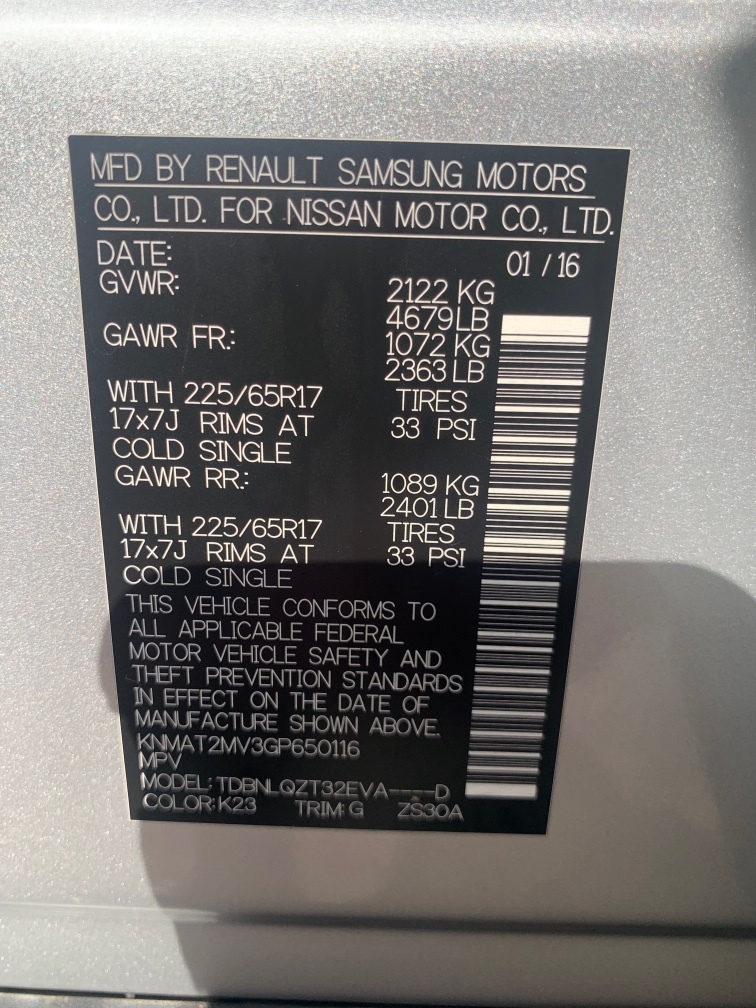 MFD BY RENAULT SAMSUNG MOTORS
CO., LTD. FOR NISSAN MOTOR CO., LTD.
DATE: 01 / 16
GVWR: 2122 KG
4679 LB
GAWR FR.: 1072 KG
2363 LB
WITH 225/65R17 TIRES
17x7J RIMS AT 33 PSI
COLD SINGLE
GAWR RR.: 1089 KG
2401 LB
WITH 225/65R17 TIRES
17x7J RIMS AT 33 PSI
COLD SINGLE
THIS VEHICLE CONFORMS TO
ALL APPLICABLE FEDERAL
MOTOR VEHICLE SAFETY AND
THEFT PREVENTION STANDARDS
IN EFFECT ON THE DATE OF
MANUFACTURE SHOWN ABOVE.
KNMAT2MV3GP650116
MPV
MODEL: TDBNLQZT32EVA----D
COLOR: K23 TRIM: G ZS30A